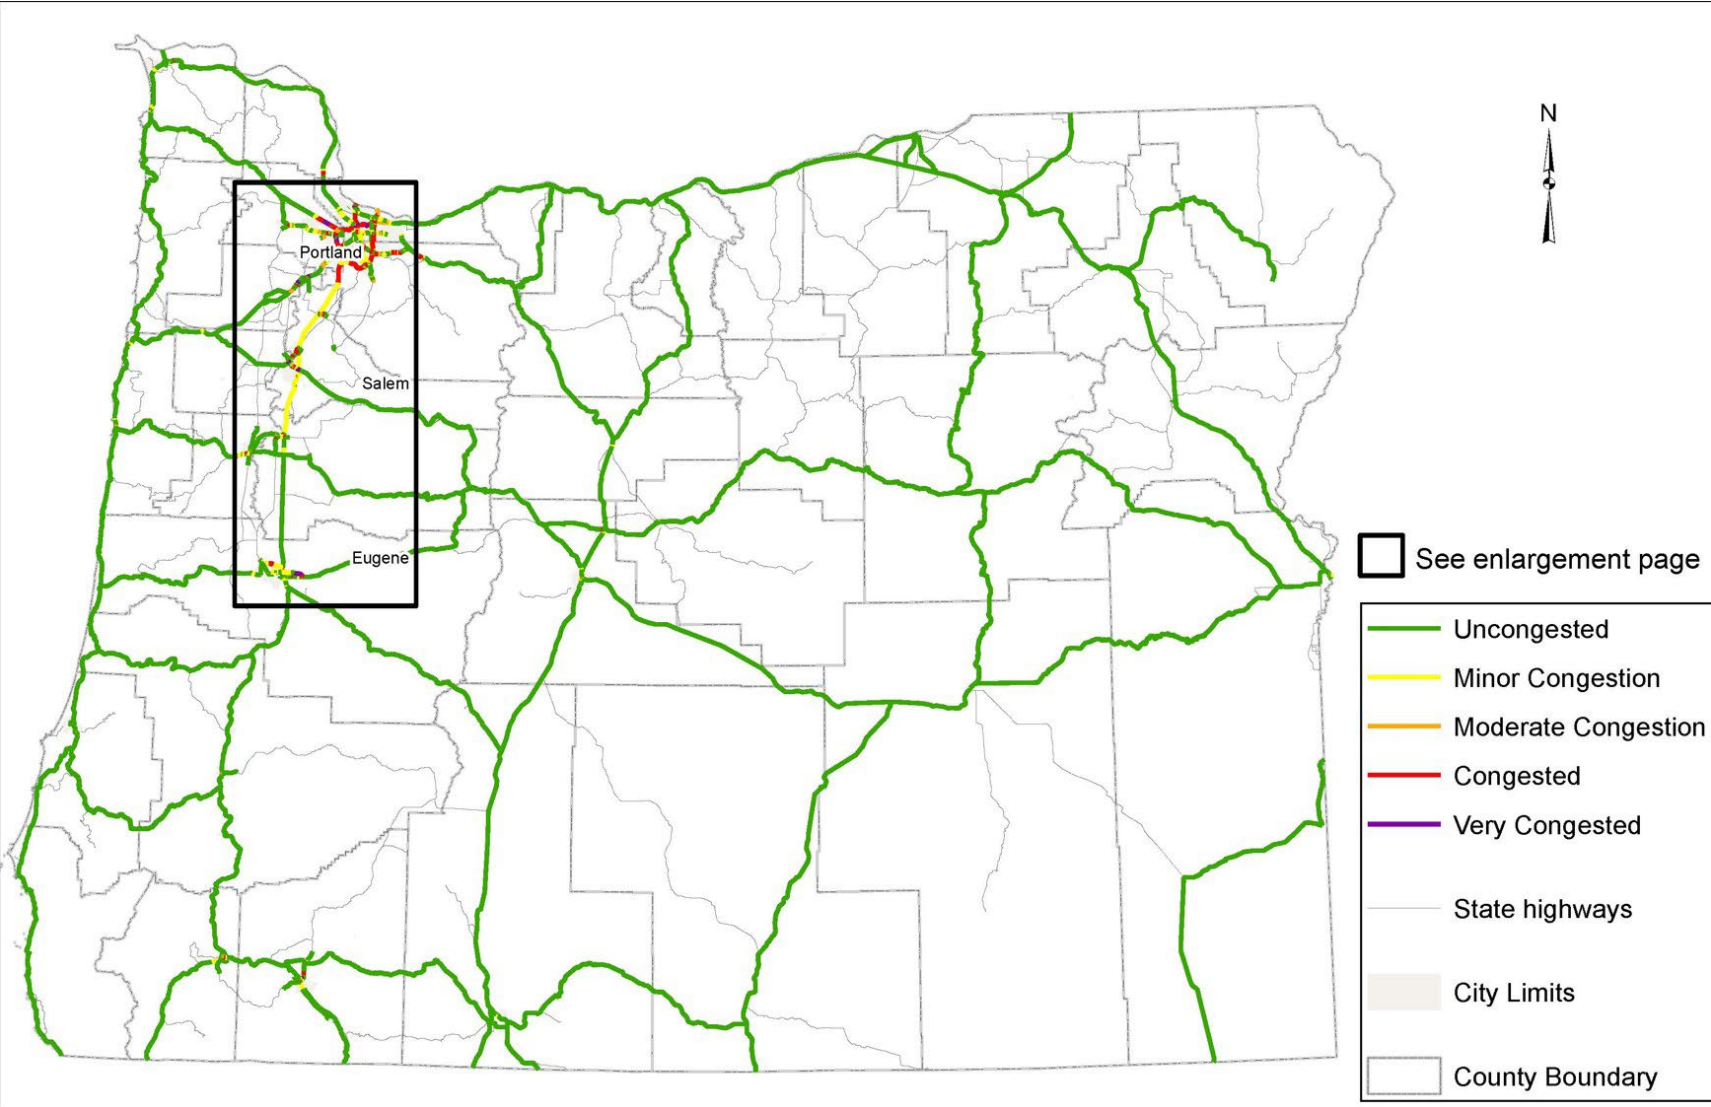 N
Portland
Salem
Eugene
See enlargement page
Uncongested
Minor Congestion
Moderate Congestion
Congested
Very Congested
State highways
City Limits
County Boundary